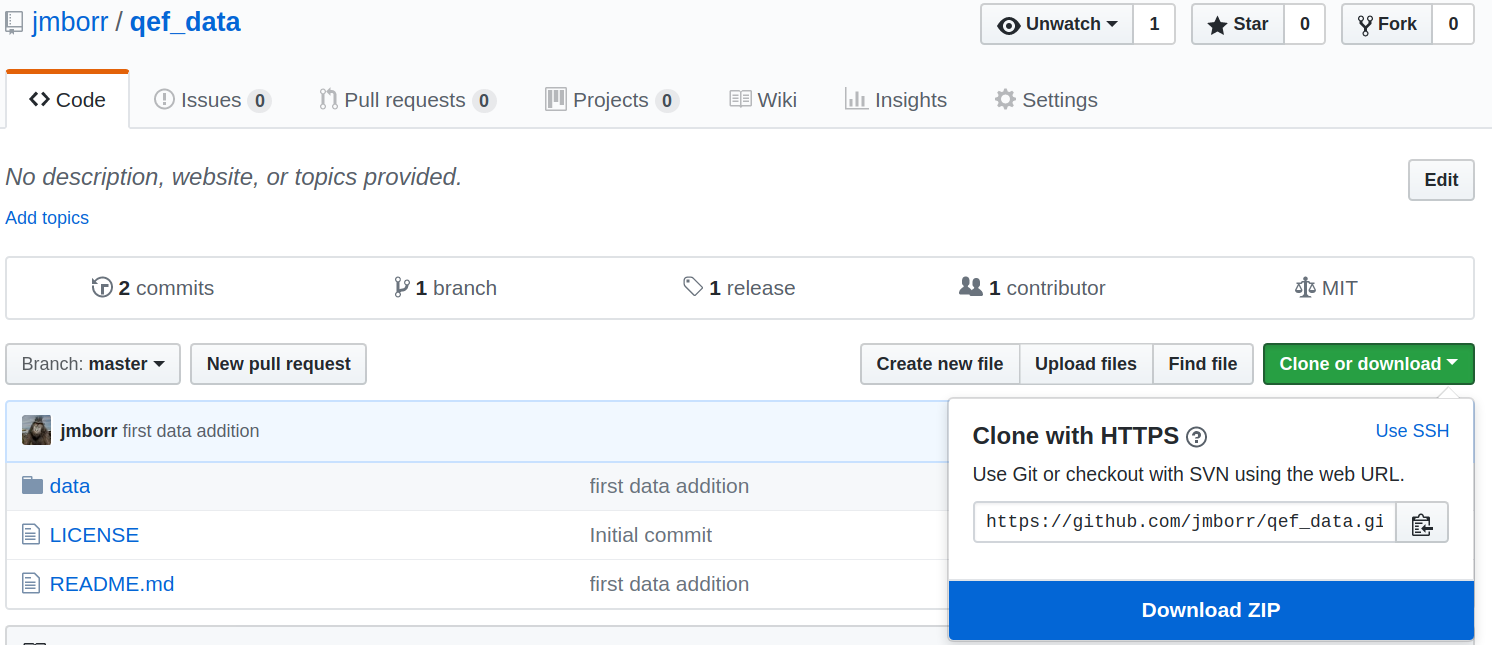 jmborr / qef_data
Unwatch 1 Star 0 Fork 0
Code Issues 0 Pull requests 0 Projects 0 Wiki Insights Settings
No description, website, or topics provided.
Edit
Add topics
2 commits 1 branch 1 release 1 contributor MIT
Branch: master New pull request Create new file Upload files Find file Clone or download
jmborr first data addition
data first data addition
LICENSE Initial commit
README.md first data addition
Clone with HTTPS ? Use SSH
Use Git or checkout with SVN using the web URL.
https://github.com/jmborr/qef_data.gi
Download ZIP